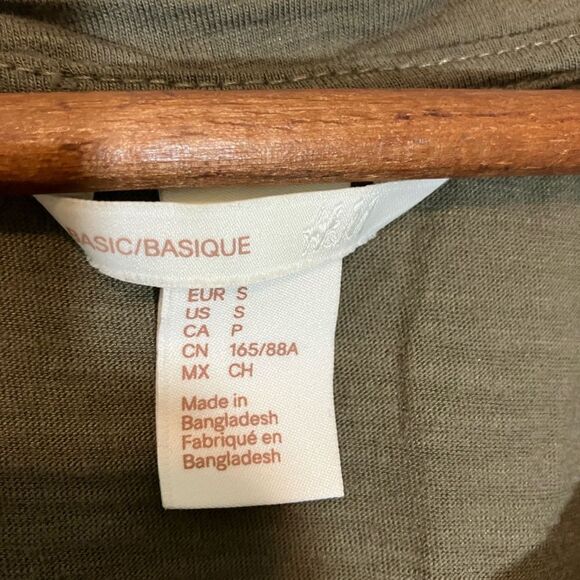 BASIC/BASIQUE
H&M
EUR S
US S
CA P
CN 165/88A
MX CH
Made in
Bangladesh
Fabriqué en
Bangladesh